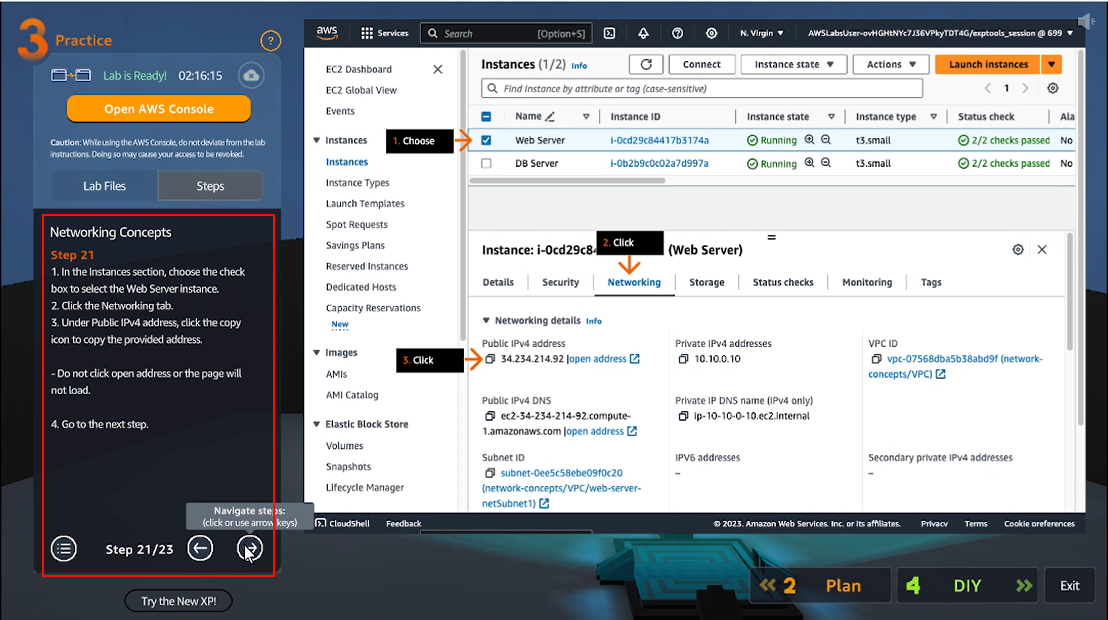 3 Practice
?
Lab is Ready! 02:16:15
Open AWS Console
Caution: While using the AWS Console, do not deviate from the lab
instructions. Doing so may cause your access to be revoked.
Lab Files
Steps
Networking Concepts
Step 21
1. In the Instances section, choose the check
box to select the Web Server instance.
2. Click the Networking tab.
3. Under Public IPv4 address, click the copy
icon to copy the provided address.
- Do not click open address or the page will
not load.
4. Go to the next step.
Navigate steps:
(click or use arrow keys)
Step 21/23
Try the New XP!
aws
Services
Search [Option+S]
N. Virgin
AWSLabsUser-ovHGHtNYc7J36VPkyTDT4G/exptools_session @ 699
EC2 Dashboard
EC2 Global View
Events
Instances
Instances
Instance Types
Launch Templates
Spot Requests
Savings Plans
Reserved Instances
Dedicated Hosts
Capacity Reservations
New
Images
AMIs
AMI Catalog
Elastic Block Store
Volumes
Snapshots
Lifecycle Manager
1. Choose
2. Click
3. Click
Instances (1/2) Info
Connect
Instance state
Actions
Launch instances
Find Instance by attribute or tag (case-sensitive)
1
Name Instance ID Instance state Instance type Status check Ala
Web Server i-0cd29c84417b3174a Running t3.small 2/2 checks passed No
DB Server i-0b2b9c0c02a7d997a Running t3.small 2/2 checks passed No
Instance: i-0cd29c84 (Web Server)
Details
Security
Networking
Storage
Status checks
Monitoring
Tags
Networking details Info
Public IPv4 address
34.234.214.92 |open address
Private IPv4 addresses
10.10.0.10
VPC ID
vpc-07568dba5b38abd9f (network-
concepts/VPC)
Public IPv4 DNS
ec2-34-234-214-92.compute-
1.amazonaws.com |open address
Private IP DNS name (IPv4 only)
ip-10-10-0-10.ec2.internal
Subnet ID
subnet-0ee5c58ebe09f0c20
(network-concepts/VPC/web-server-
netSubnet1)
IPV6 addresses
–
Secondary private IPv4 addresses
–
CloudShell
Feedback
© 2023, Amazon Web Services, Inc. or its affiliates.
Privacy
Terms
Cookie preferences
2 Plan
4 DIY
Exit